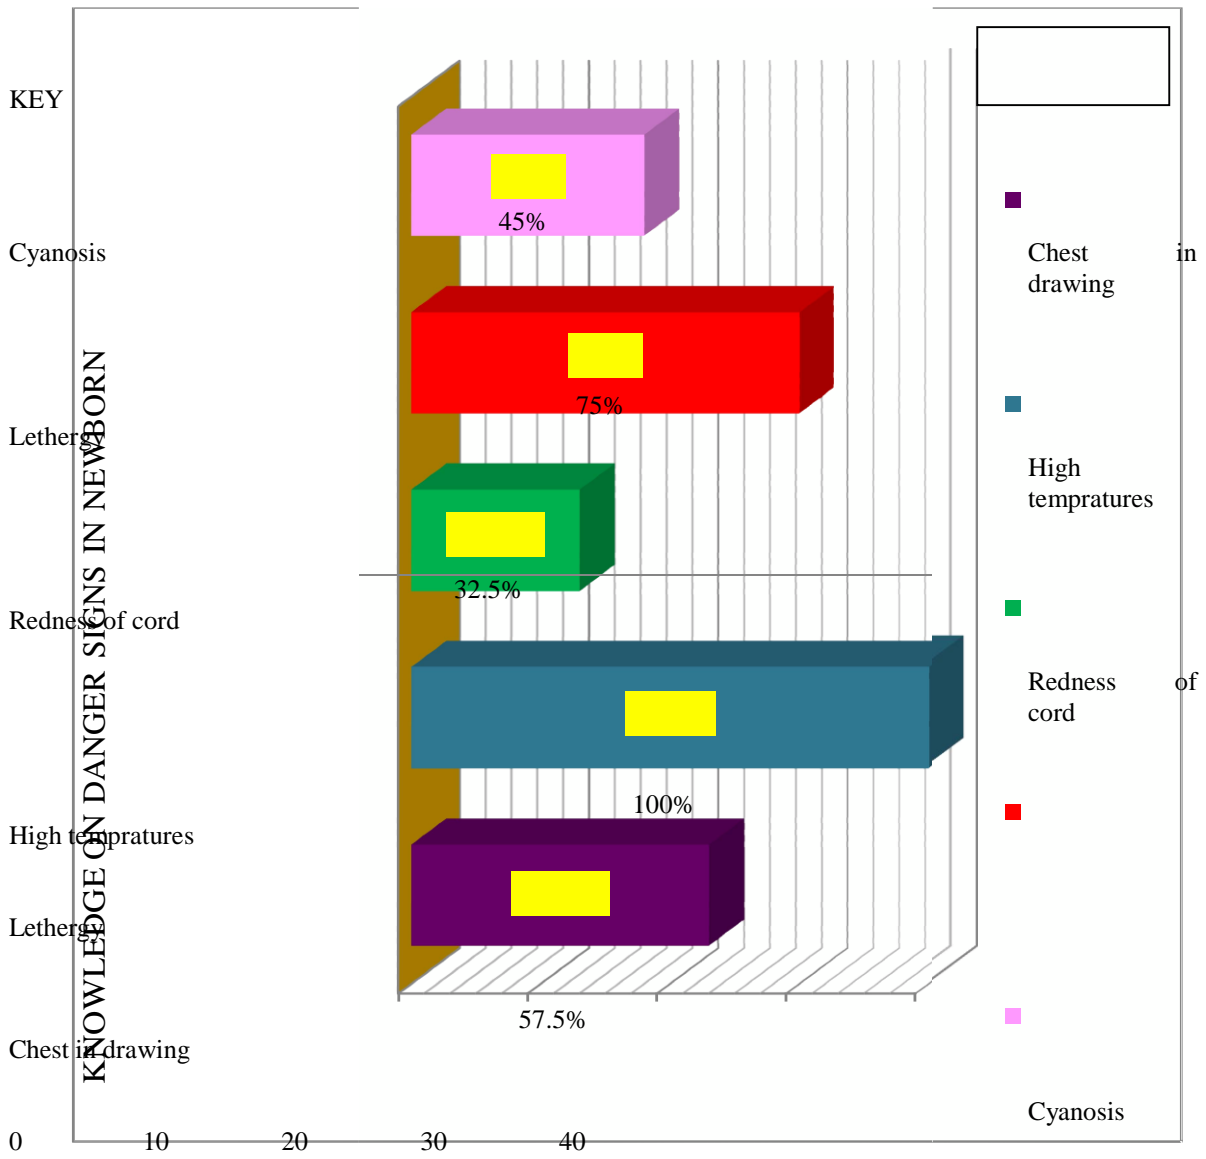 KEY
45%
Cyanosis
Chest in
drawing
75%
Lethergy
High
tempratures
32.5%
Redness of cord
Redness of
cord
100%
High tempratures
Lethergy
57.5%
Chest in drawing
Cyanosis
0 10 20 30 40
KNOWLEDGE ON DANGER SIGNS IN NEWBORN